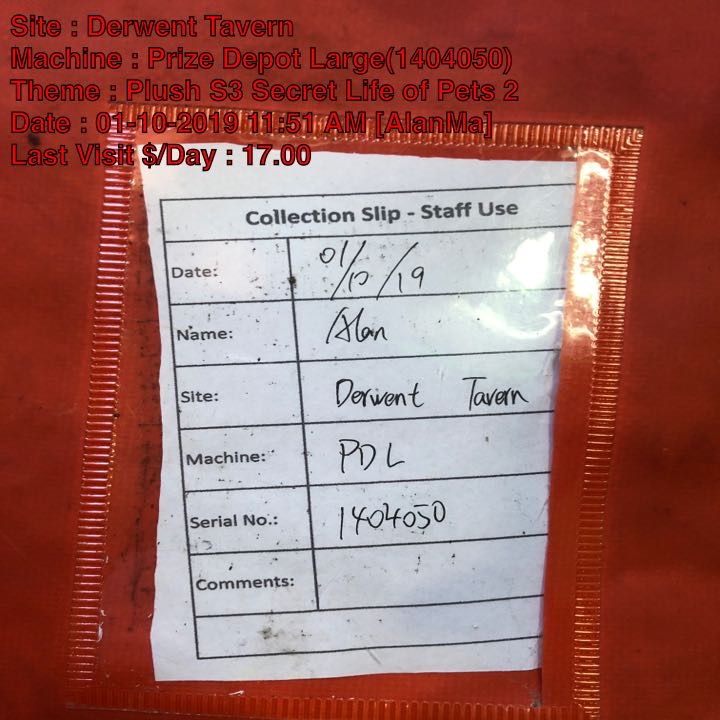 Site : Derwent Tavern
Machine : Prize Depot Large(1404050)
Theme : Plush S3 Secret Life of Pets 2
Date : 01-10-2019 11:51 AM [AlanMa]
Last Visit $/Day : 17.00
Collection Slip - Staff Use
Date: 01/10/19
Name: Alan
Site: Derwent Tavern
Machine: PDL
Serial No.: 1404050
Comments: